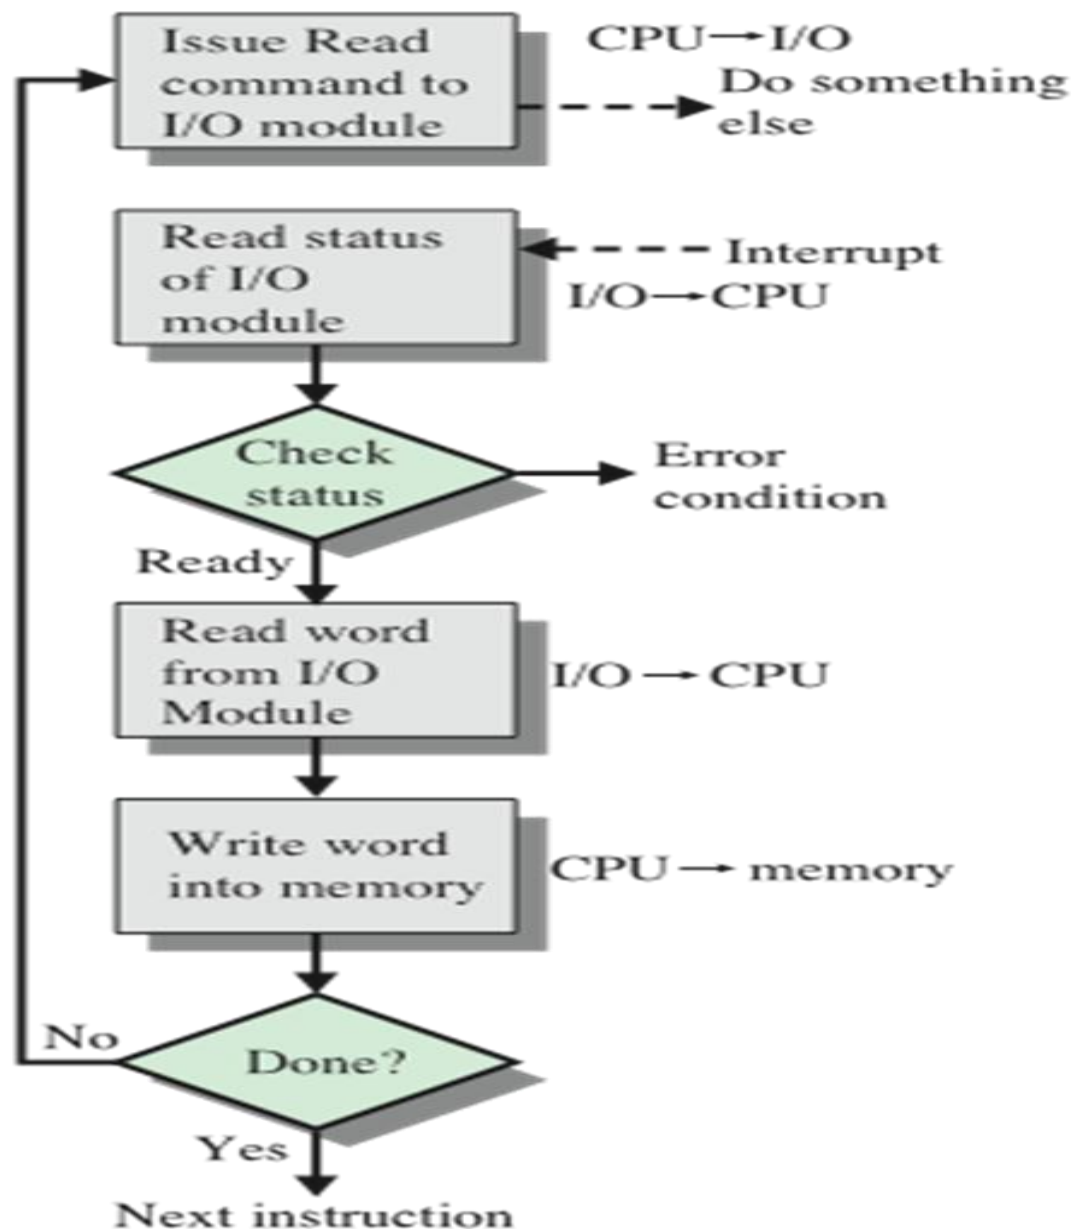 Issue Read
command to
I/O module
CPU→I/O
Do something
else
Read status
of I/O
module
Interrupt
I/O→CPU
Check
status
Error
condition
Ready
Read word
from I/O
Module
I/O → CPU
Write word
into memory
CPU → memory
No
Done?
Yes
Next instruction